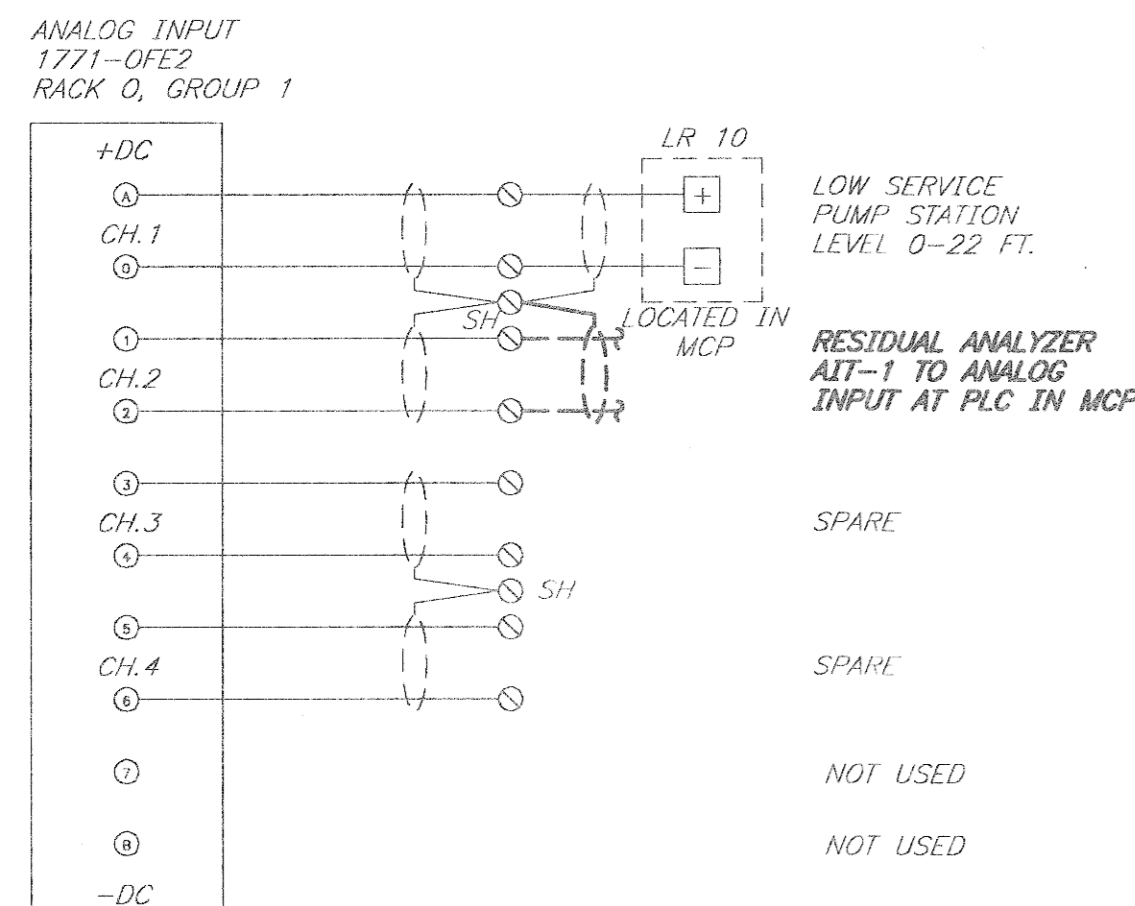 ANALOG INPUT
1771-OFE2
RACK 0, GROUP 1
+DC
LR 10
A
+
LOW SERVICE
PUMP STATION
LEVEL 0-22 FT.
CH.1
0
-
SH
LOCATED IN
MCP
1
RESIDUAL ANALYZER
AIT-1 TO ANALOG
INPUT AT PLC IN MCP
CH.2
2
3
CH.3
SPARE
4
SH
5
CH.4
SPARE
6
7
NOT USED
8
NOT USED
-DC